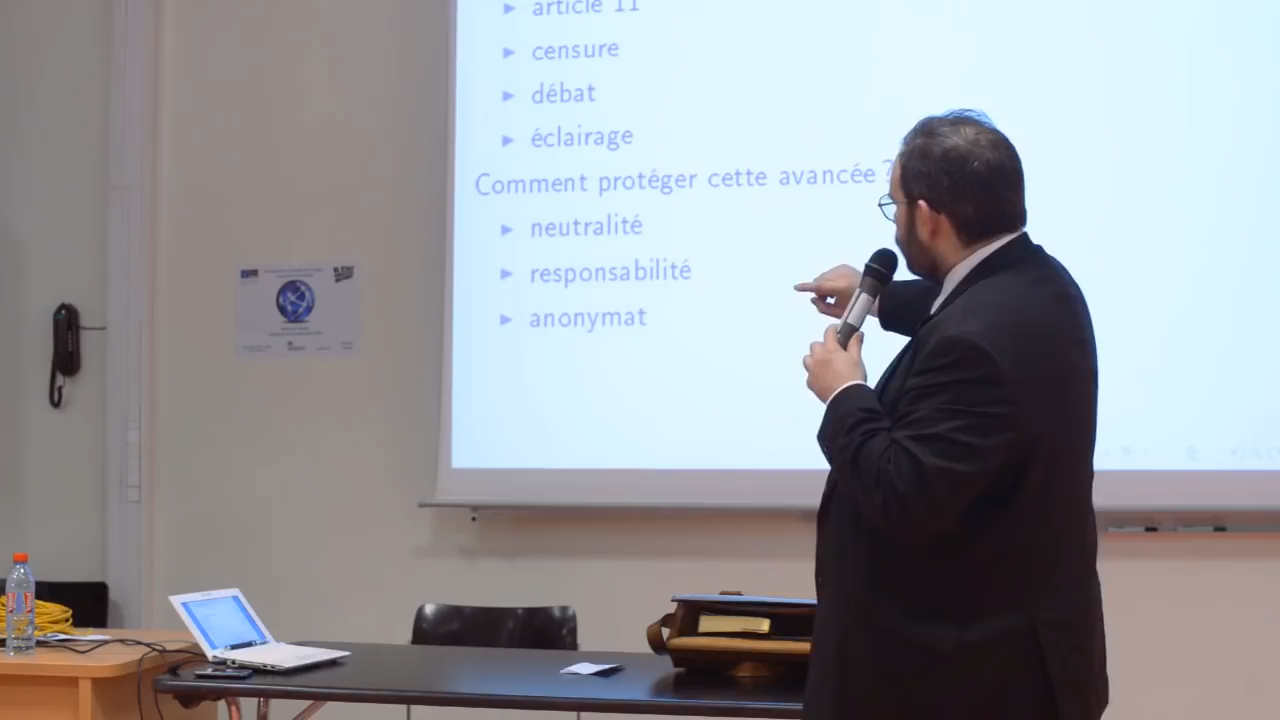 ► article 11
► censure
► débat
► éclairage
Comment protéger cette avancée ?
► neutralité
► responsabilité
► anonymat